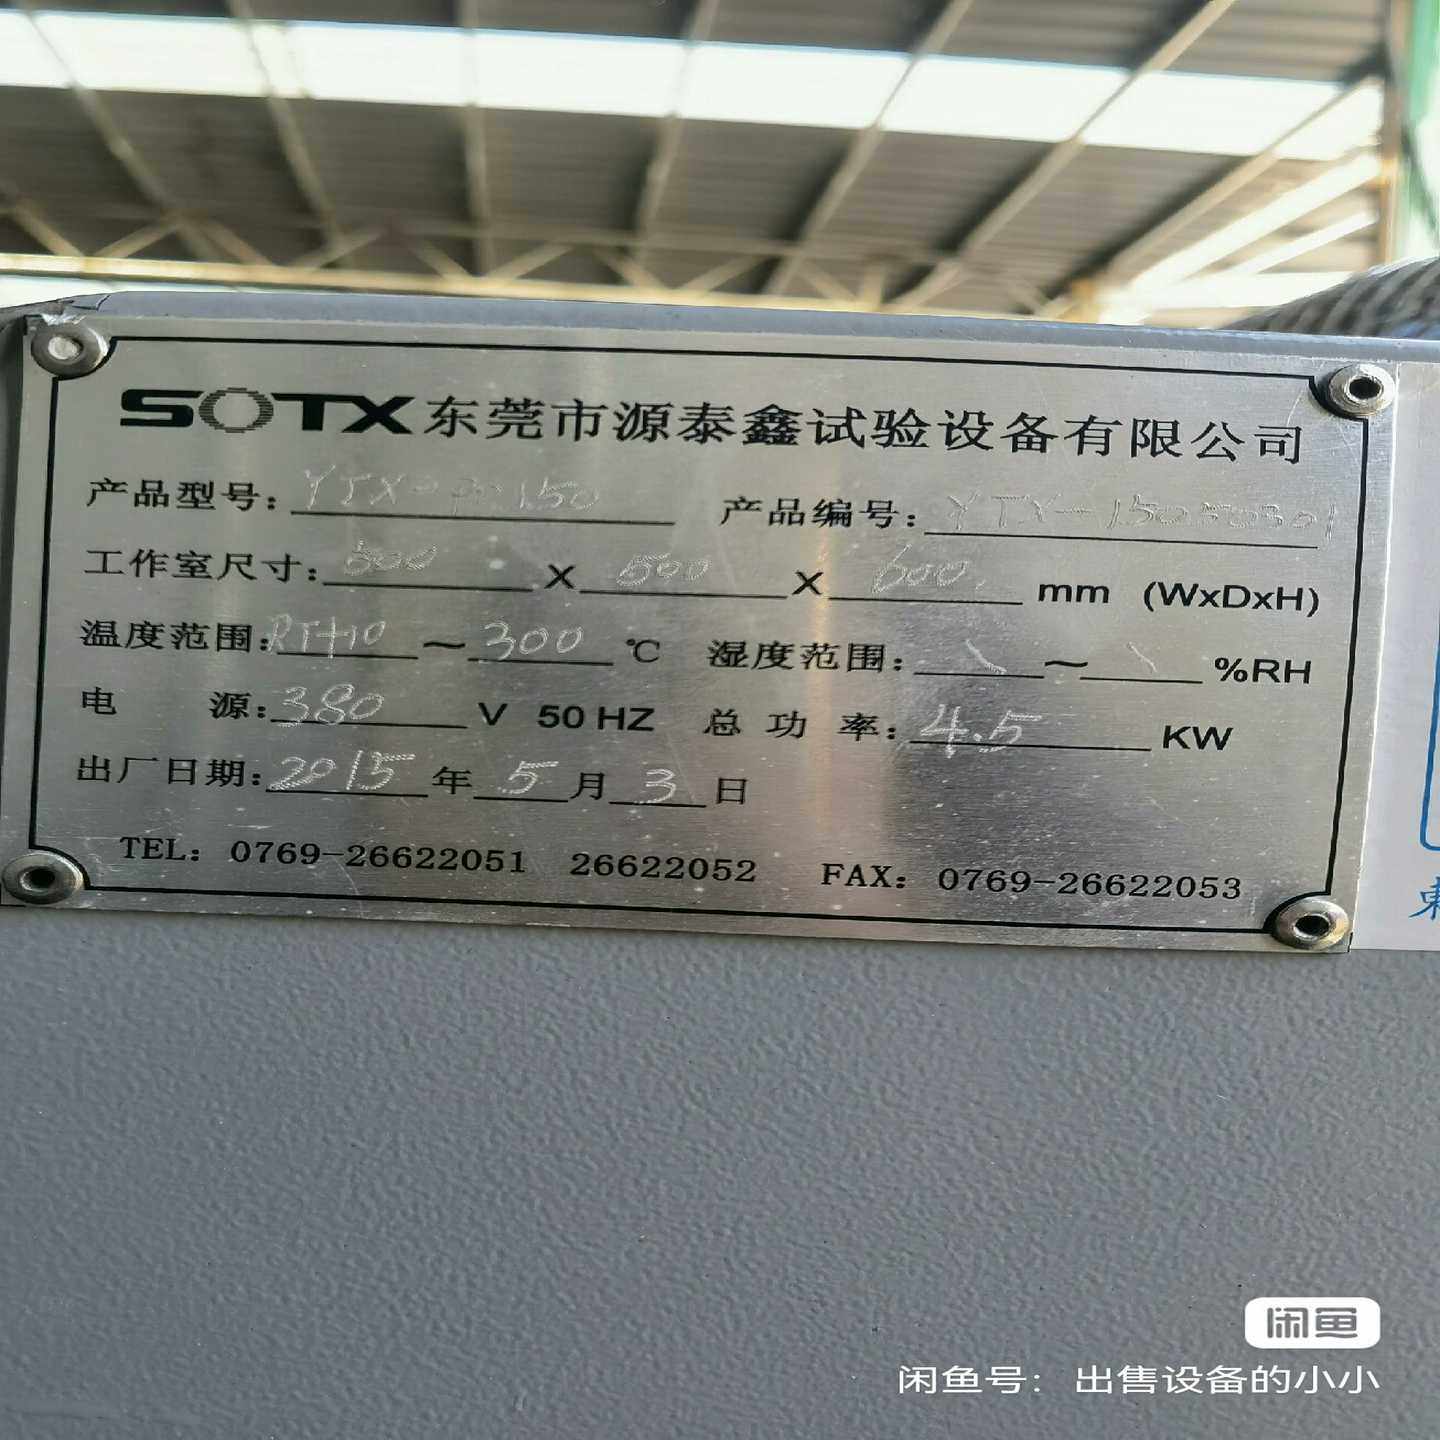 SOTX 东莞市源泰鑫试验设备有限公司
产品型号: YTX- 150 产品编号: YTX-15050301
工作室尺寸: 500 X 500 X 600 mm (WxDxH)
温度范围: RT+10 ~ 300 ℃ 湿度范围: \ ~ \ %RH
电 源: 380 V 50 HZ 总 功 率: 4.5 KW
出厂日期: 2015 年 5 月 3 日
TEL: 0769-26622051 26622052 FAX: 0769-26622053
闲鱼
闲鱼号: 出售设备的小小